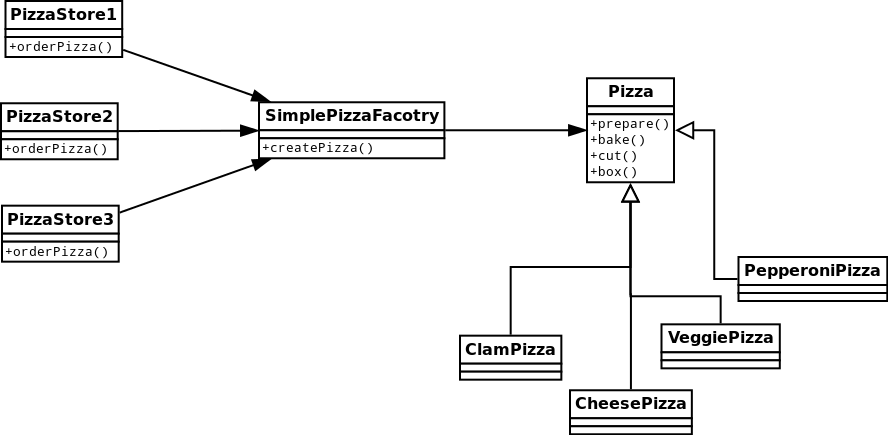 PizzaStore1
+orderPizza()
PizzaStore2
+orderPizza()
PizzaStore3
+orderPizza()
SimplePizzaFacotry
+createPizza()
Pizza
+prepare()
+bake()
+cut()
+box()
PepperoniPizza
VeggiePizza
ClamPizza
CheesePizza